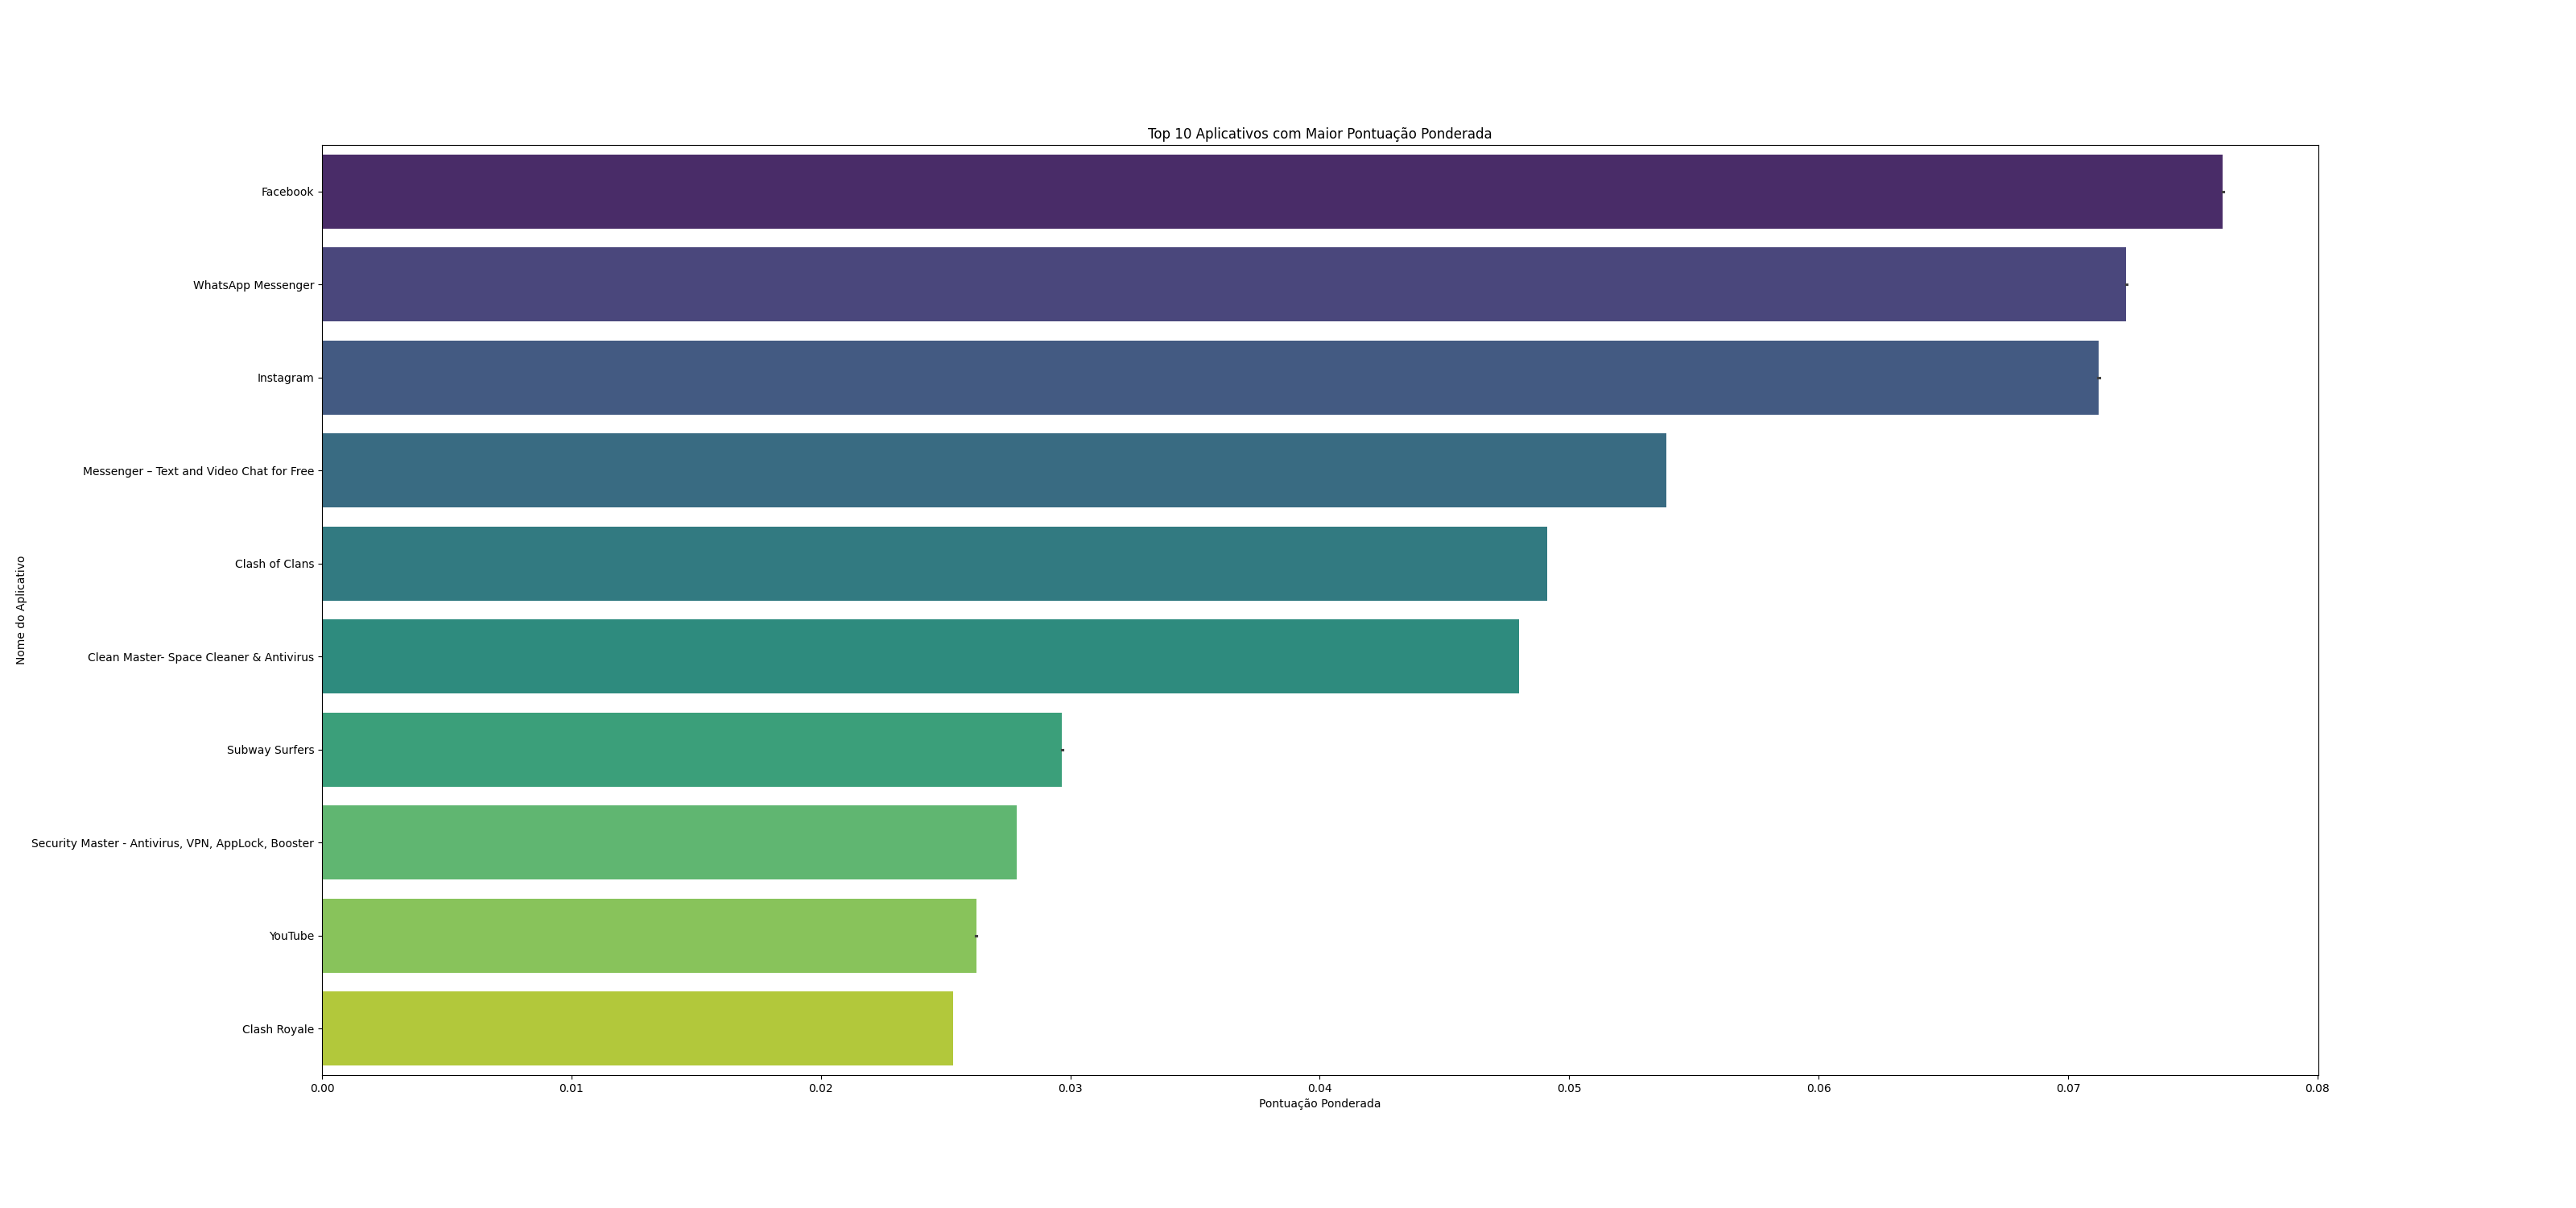 Top 10 Aplicativos com Maior Pontuação Ponderada
Nome do Aplicativo
Facebook
WhatsApp Messenger
Instagram
Messenger – Text and Video Chat for Free
Clash of Clans
Clean Master- Space Cleaner & Antivirus
Subway Surfers
Security Master - Antivirus, VPN, AppLock, Booster
YouTube
Clash Royale
0.00 0.01 0.02 0.03 0.04 0.05 0.06 0.07 0.08
Pontuação Ponderada